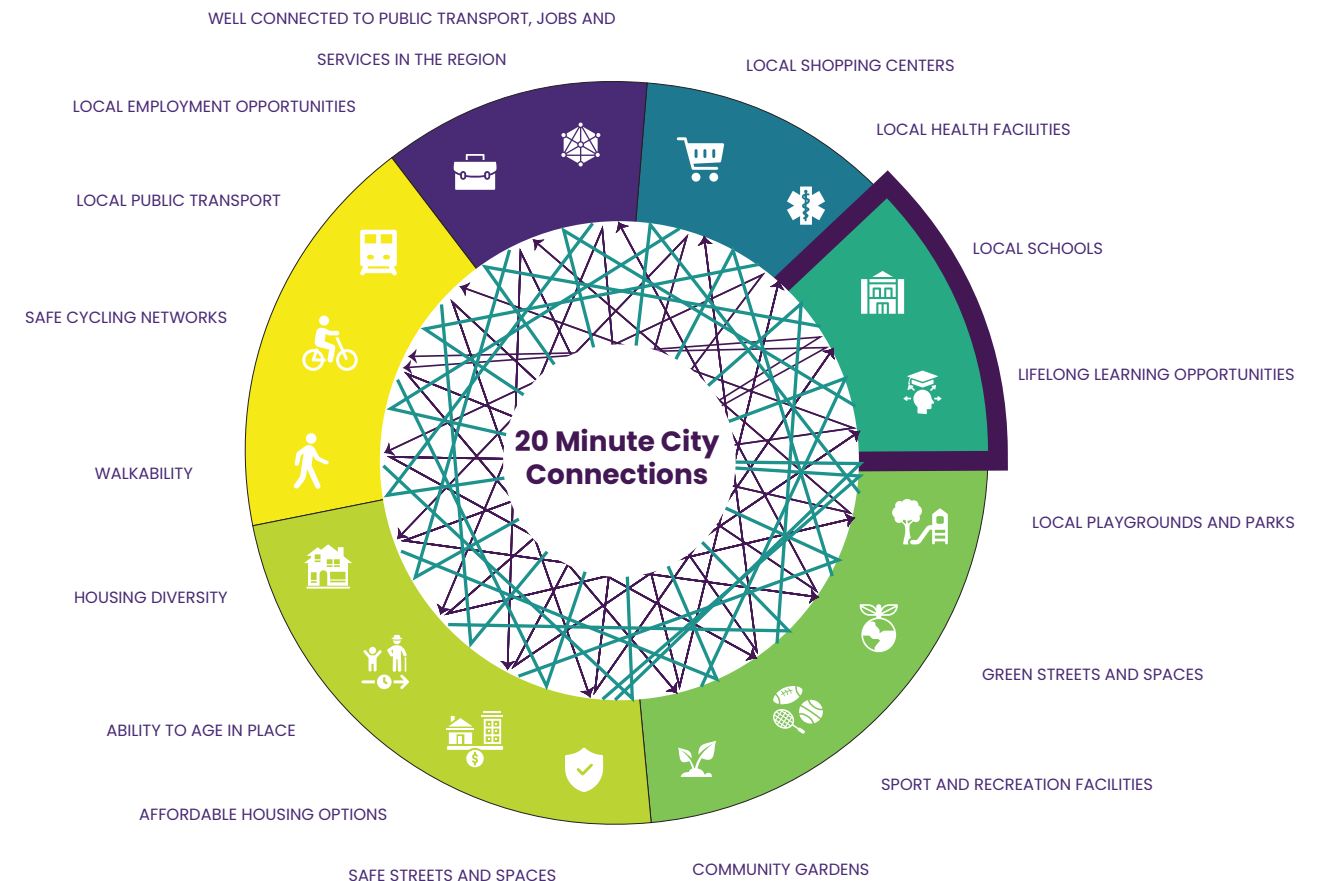 WELL CONNECTED TO PUBLIC TRANSPORT, JOBS AND
SERVICES IN THE REGION
LOCAL SHOPPING CENTERS
LOCAL EMPLOYMENT OPPORTUNITIES
LOCAL HEALTH FACILITIES
LOCAL PUBLIC TRANSPORT
LOCAL SCHOOLS
SAFE CYCLING NETWORKS
LIFELONG LEARNING OPPORTUNITIES
20 Minute City
Connections
WALKABILITY
LOCAL PLAYGROUNDS AND PARKS
HOUSING DIVERSITY
GREEN STREETS AND SPACES
ABILITY TO AGE IN PLACE
SPORT AND RECREATION FACILITIES
AFFORDABLE HOUSING OPTIONS
COMMUNITY GARDENS
SAFE STREETS AND SPACES